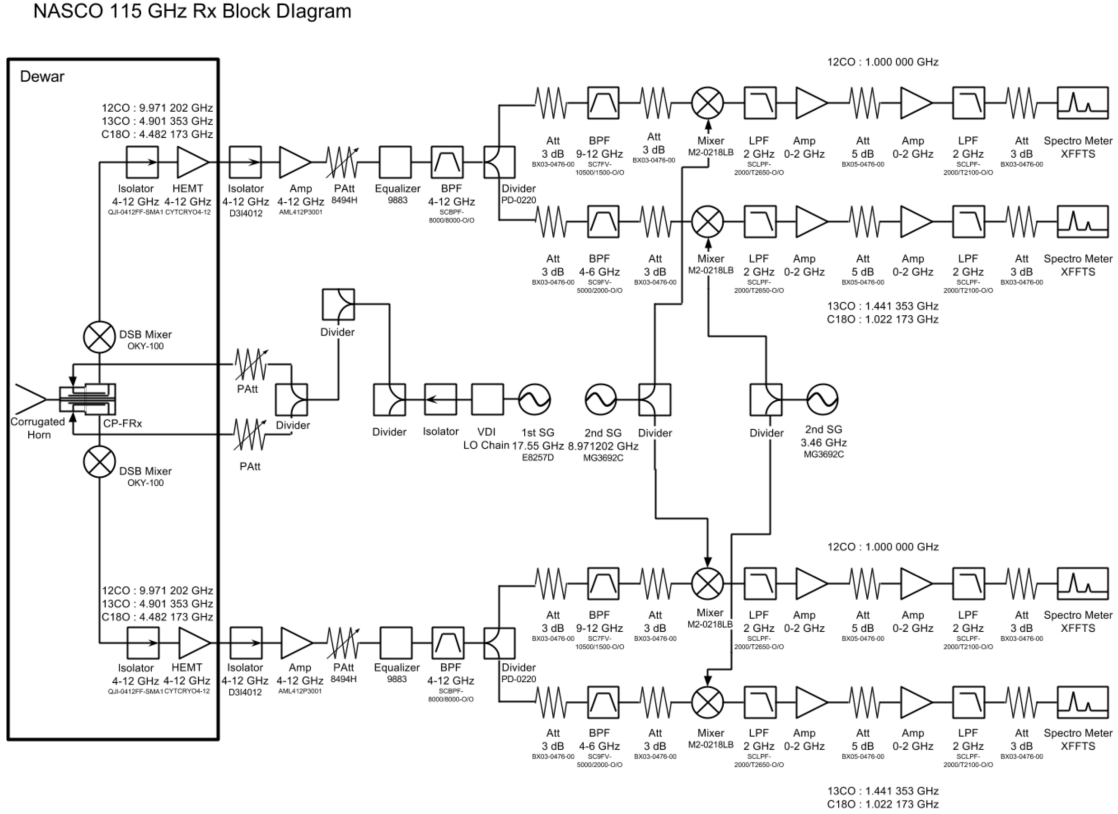 NASCO 115 GHz Rx Block DIagram
Dewar
12CO : 9.971 202 GHz
13CO : 4.901 353 GHz
C18O : 4.482 173 GHz
Isolator
4-12 GHz
QJI-0412FF-SMA1
HEMT
4-12 GHz
CYTCRYO4-12
Isolator
4-12 GHz
D3I4012
Amp
4-12 GHz
AML412P3001
PAtt
8494H
Equalizer
9883
BPF
4-12 GHz
SCBPF-
8000/8000-O/O
Divider
PD-0220
12CO : 1.000 000 GHz
Att
3 dB
BX03-0476-00
BPF
9-12 GHz
SC7FV-
10500/1500-O/O
Att
3 dB
BX03-0476-00
Mixer
M2-0218LB
LPF
2 GHz
SCLPF-
2000/T2650-O/O
Amp
0-2 GHz
Att
5 dB
BX05-0476-00
Amp
0-2 GHz
LPF
2 GHz
SCLPF-
2000/T2100-O/O
Att
3 dB
BX03-0476-00
Spectro Meter
XFFTS
Att
3 dB
BX03-0476-00
BPF
4-6 GHz
SC9FV-
5000/2000-O/O
Att
3 dB
BX03-0476-00
Mixer
M2-0218LB
LPF
2 GHz
SCLPF-
2000/T2650-O/O
Amp
0-2 GHz
Att
5 dB
BX05-0476-00
Amp
0-2 GHz
LPF
2 GHz
SCLPF-
2000/T2100-O/O
Att
3 dB
BX03-0476-00
Spectro Meter
XFFTS
13CO : 1.441 353 GHz
C18O : 1.022 173 GHz
DSB Mixer
OKY-100
Corrugated
Horn
CP-FRx
DSB Mixer
OKY-100
PAtt
PAtt
Divider
Divider
Divider
Isolator
VDI
LO Chain
1st SG
17.55 GHz
E8257D
2nd SG
8.971202 GHz
MG3692C
Divider
Divider
2nd SG
3.46 GHz
MG3692C
12CO : 9.971 202 GHz
13CO : 4.901 353 GHz
C18O : 4.482 173 GHz
Isolator
4-12 GHz
QJI-0412FF-SMA1
HEMT
4-12 GHz
CYTCRYO4-12
Isolator
4-12 GHz
D3I4012
Amp
4-12 GHz
AML412P3001
PAtt
8494H
Equalizer
9883
BPF
4-12 GHz
SCBPF-
8000/8000-O/O
Divider
PD-0220
12CO : 1.000 000 GHz
Att
3 dB
BX03-0476-00
BPF
9-12 GHz
SC7FV-
10500/1500-O/O
Att
3 dB
BX03-0476-00
Mixer
M2-0218LB
LPF
2 GHz
SCLPF-
2000/T2650-O/O
Amp
0-2 GHz
Att
5 dB
BX05-0476-00
Amp
0-2 GHz
LPF
2 GHz
SCLPF-
2000/T2100-O/O
Att
3 dB
BX03-0476-00
Spectro Meter
XFFTS
Att
3 dB
BX03-0476-00
BPF
4-6 GHz
SC9FV-
5000/2000-O/O
Att
3 dB
BX03-0476-00
Mixer
M2-0218LB
LPF
2 GHz
SCLPF-
2000/T2650-O/O
Amp
0-2 GHz
Att
5 dB
BX05-0476-00
Amp
0-2 GHz
LPF
2 GHz
SCLPF-
2000/T2100-O/O
Att
3 dB
BX03-0476-00
Spectro Meter
XFFTS
13CO : 1.441 353 GHz
C18O : 1.022 173 GHz